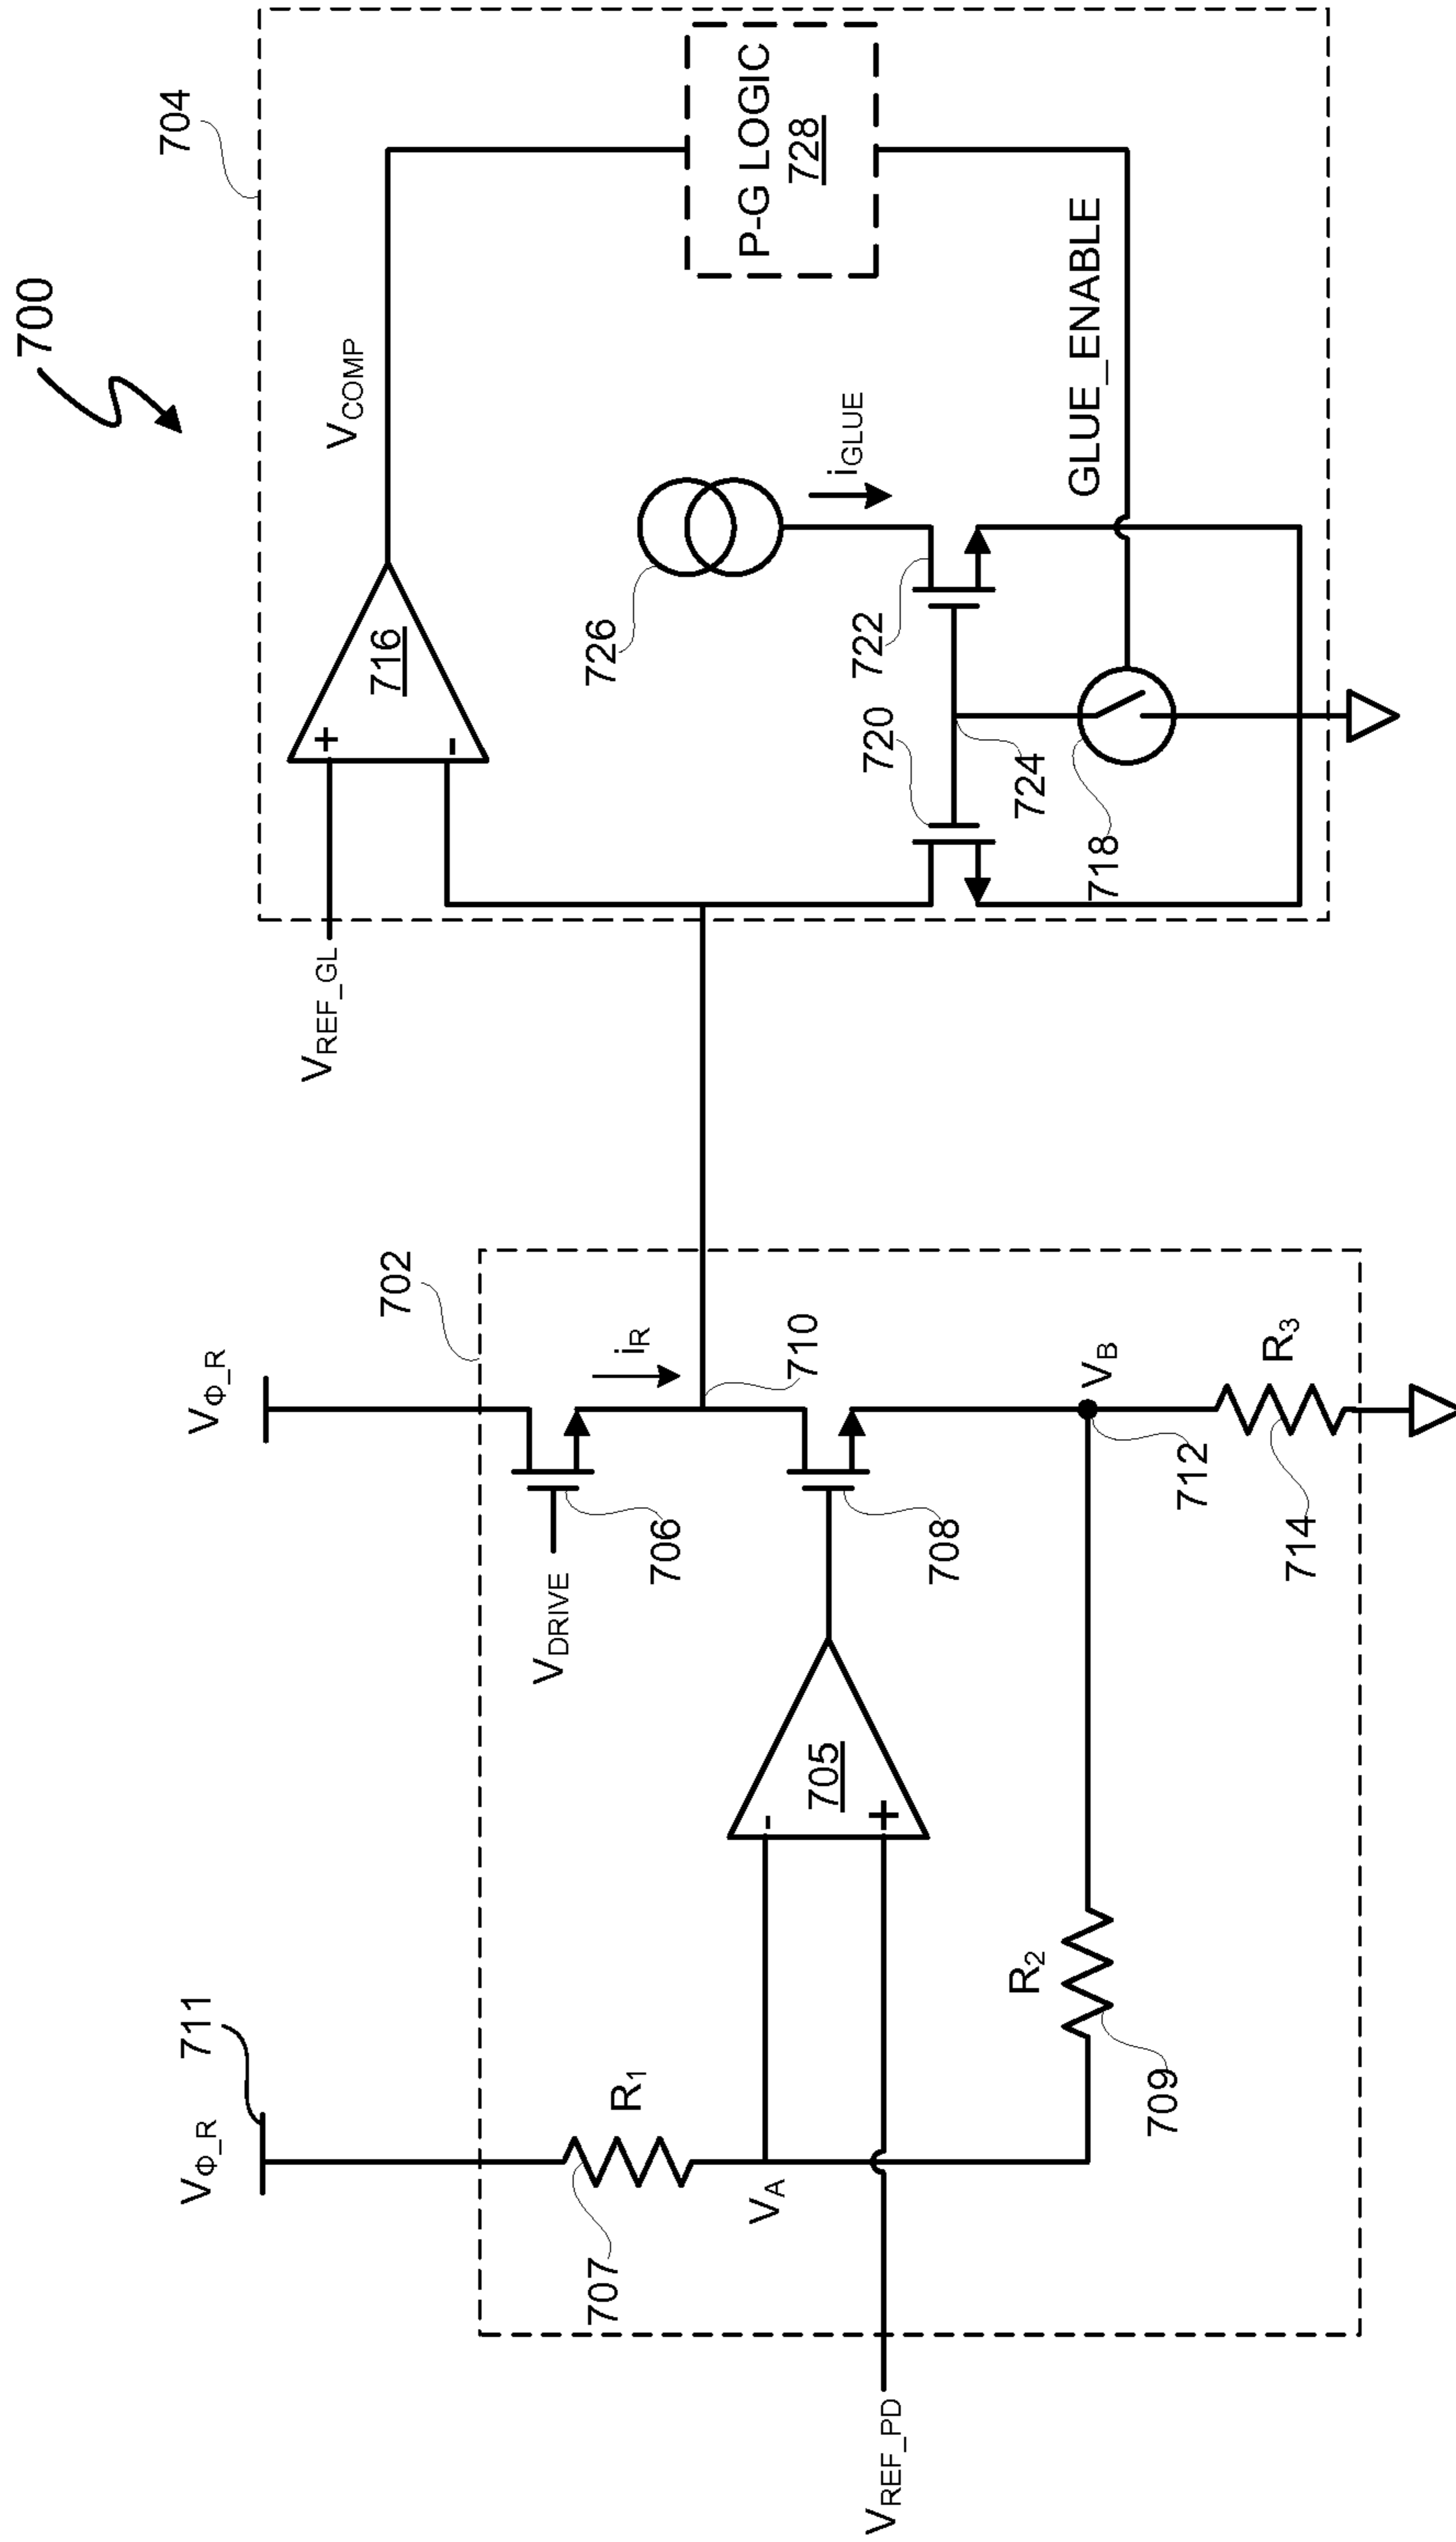 700
704
702
711
VΦ_R
VΦ_R
VREF_GL
+
-
716
VCOMP
P-G LOGIC
728
726
iGLUE
720
722
724
718
GLUE_ENABLE
iR
710
VDRIVE
706
708
R1
707
VA
-
+
705
VREF_PD
R2
709
VB
712
R3
714